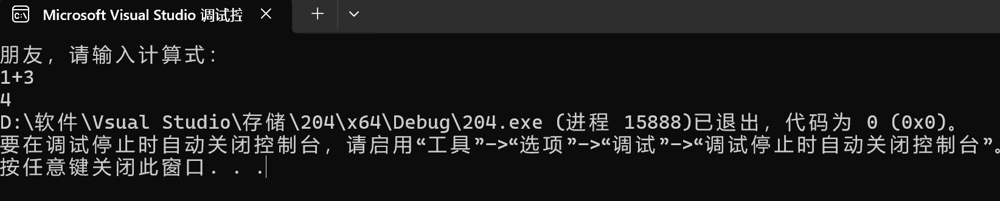 Microsoft Visual Studio 调试控
朋友，请输入计算式：
1+3
4
D:\软件\Vsual Studio\存储\204\x64\Debug\204.exe (进程 15888)已退出，代码为 0 (0x0)。
要在调试停止时自动关闭控制台，请启用“工具”->“选项”->“调试”->“调试停止时自动关闭控制台”。
按任意键关闭此窗口. . .